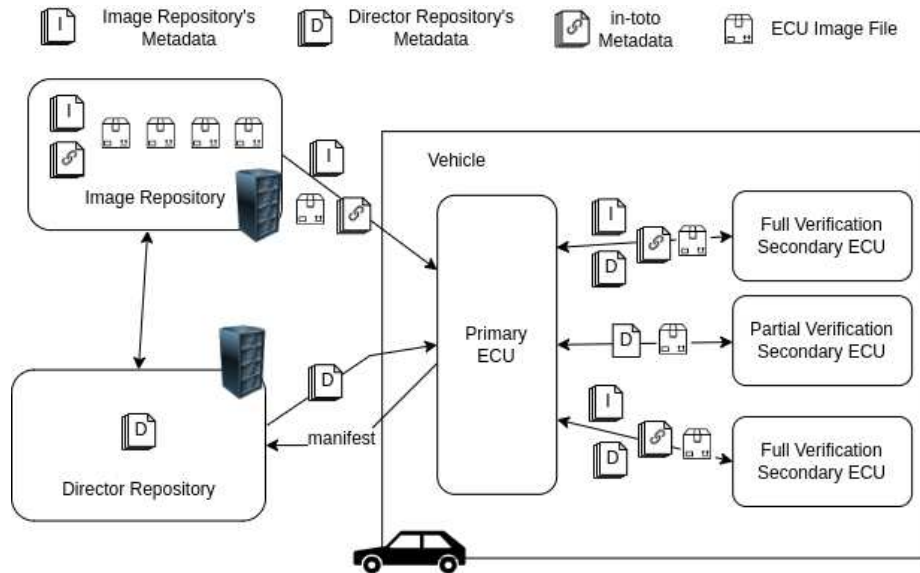 I
Image Repository's
Metadata
D
Director Repository's
Metadata
in-toto
Metadata
ECU Image File
I
Image Repository
I
Vehicle
Primary
ECU
I
D
Full Verification
Secondary ECU
D
Partial Verification
Secondary ECU
I
D
Full Verification
Secondary ECU
D
manifest
D
Director Repository